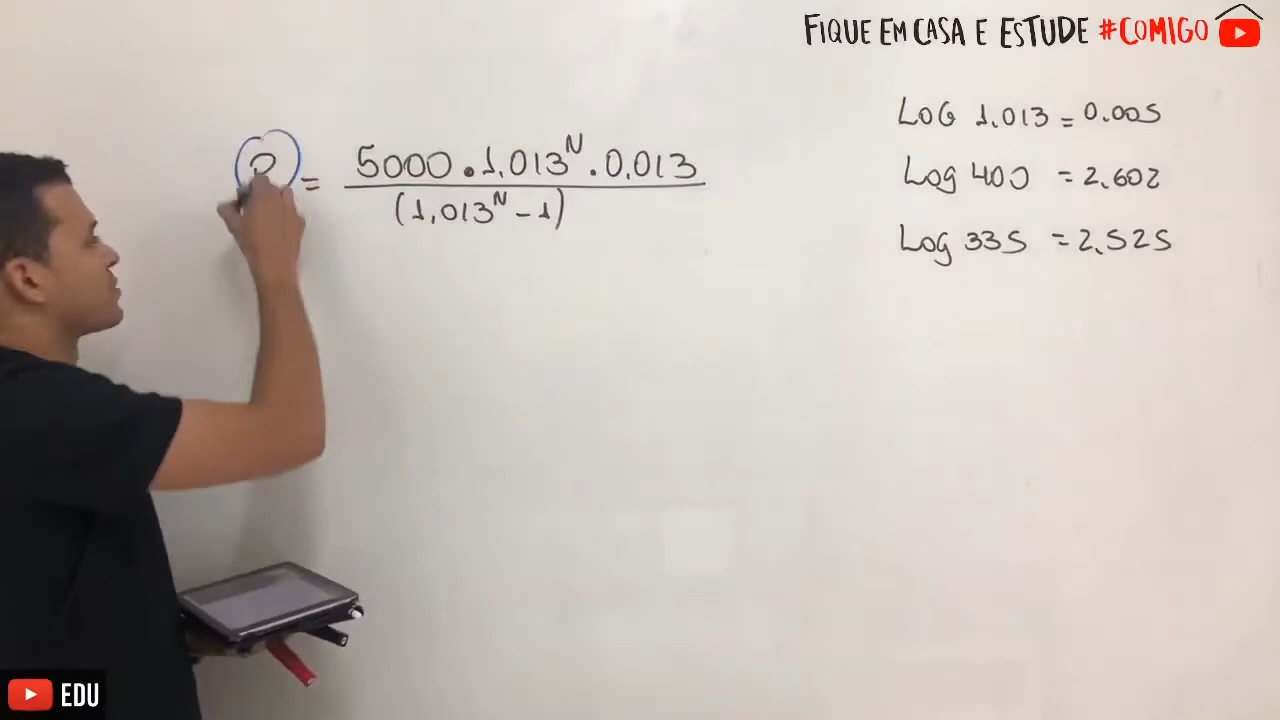 FIQUE EM CASA E ESTUDE #COMIGO
P = 5000 . 1,013^N . 0,013
(1,013^N - 1)
LOG 1,013 = 0,005
Log 400 = 2,602
Log 335 = 2,525
EDU